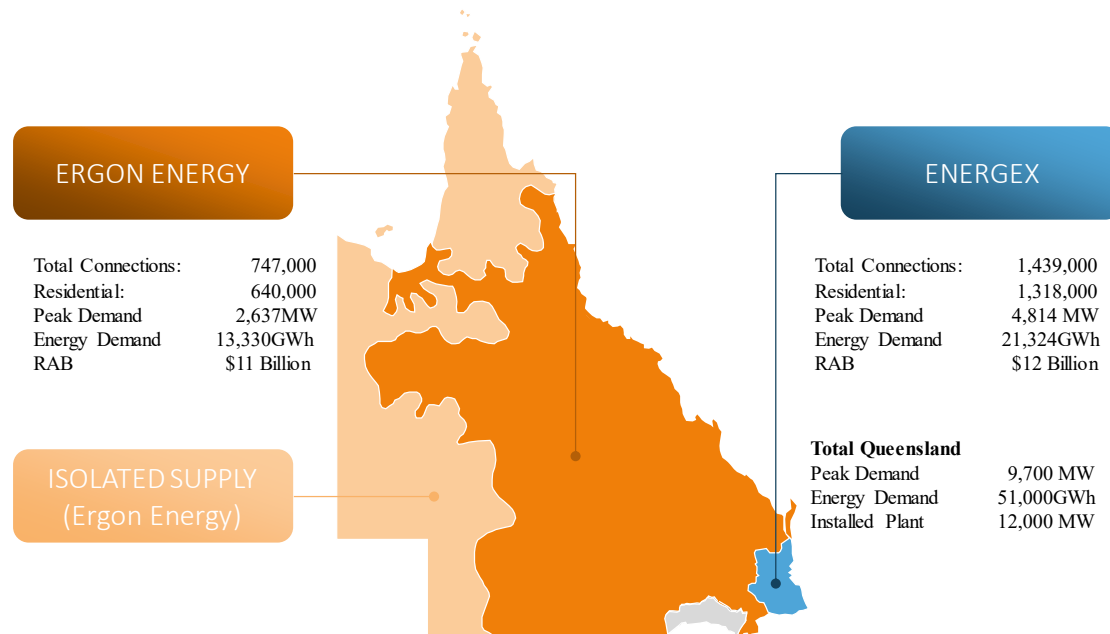 ERGON ENERGY
Total Connections: 747,000
Residential: 640,000
Peak Demand 2,637MW
Energy Demand 13,330GWh
RAB $11 Billion
ISOLATED SUPPLY
(Ergon Energy)
ENERGEX
Total Connections: 1,439,000
Residential: 1,318,000
Peak Demand 4,814 MW
Energy Demand 21,324GWh
RAB $12 Billion
Total Queensland
Peak Demand 9,700 MW
Energy Demand 51,000GWh
Installed Plant 12,000 MW